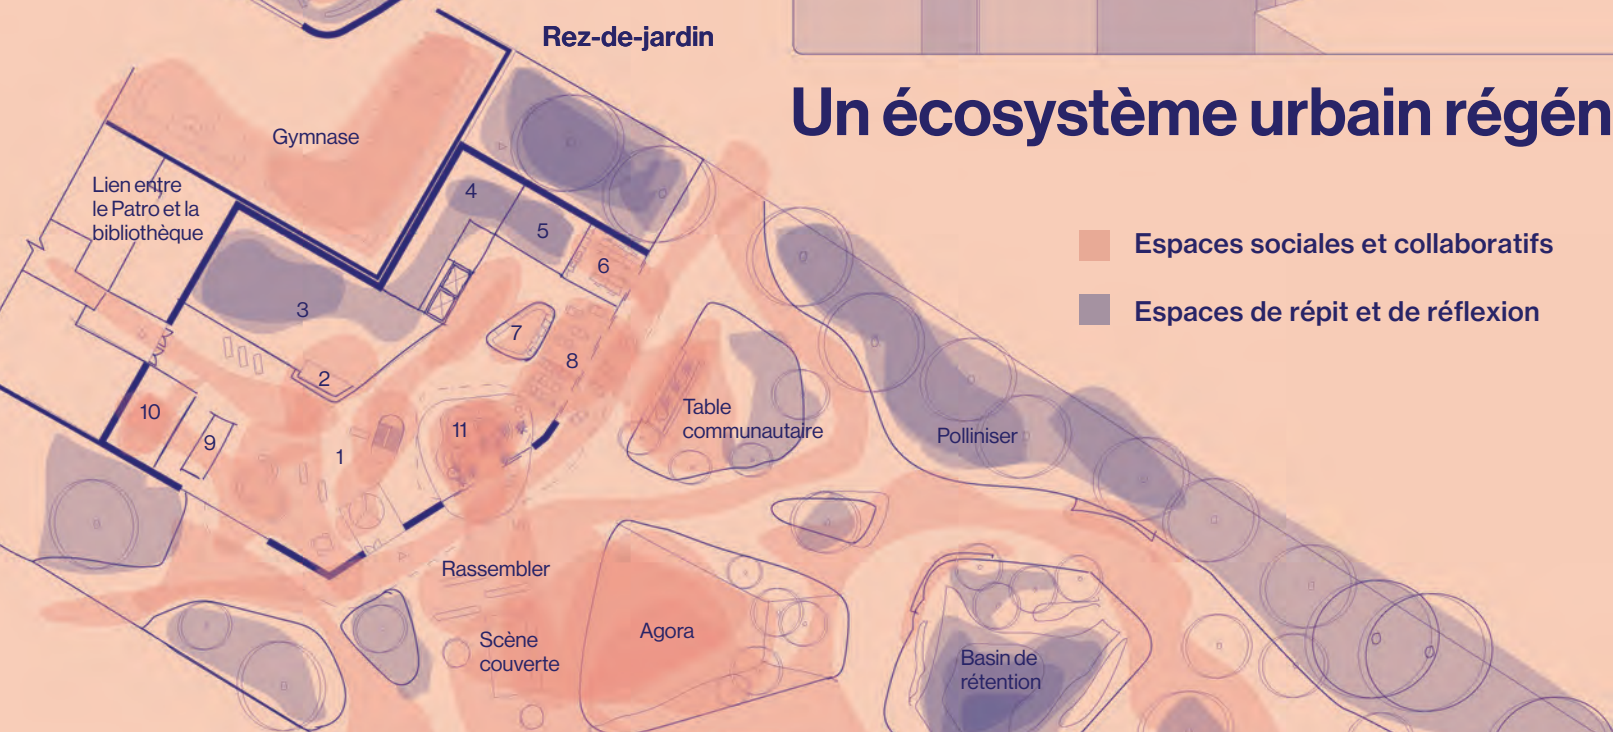 Rez-de-jardin
Un écosystème urbain régén
Espaces sociales et collaboratifs
Espaces de répit et de réflexion
Gymnase
Lien entre
le Patro et la
bibliothèque
4
5
6
3
7
8
2
10
9
1
11
Table
communautaire
Polliniser
Rassembler
Scène
couverte
Agora
Basin de
rétention